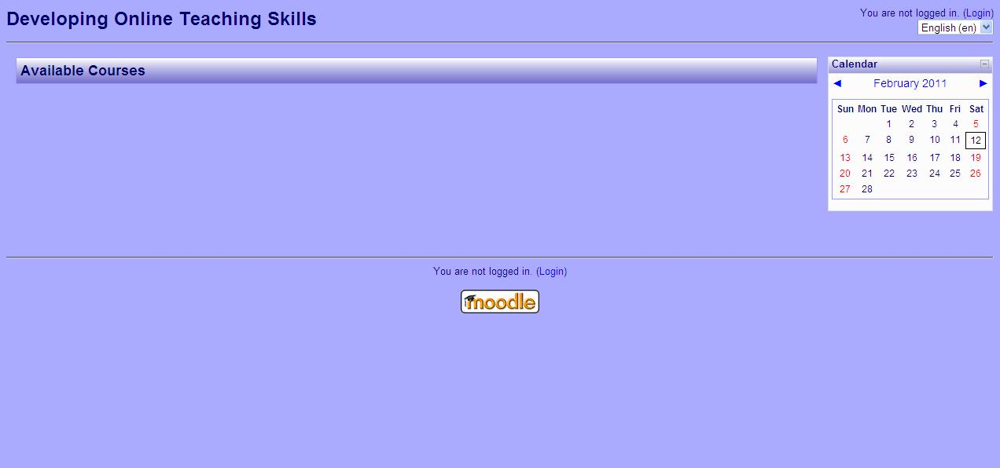 Developing Online Teaching Skills
You are not logged in. (Login)
English (en)
Available Courses
Calendar
◄ February 2011 ►
Sun Mon Tue Wed Thu Fri Sat
1 2 3 4 5
6 7 8 9 10 11 12
13 14 15 16 17 18 19
20 21 22 23 24 25 26
27 28
You are not logged in. (Login)
moodle